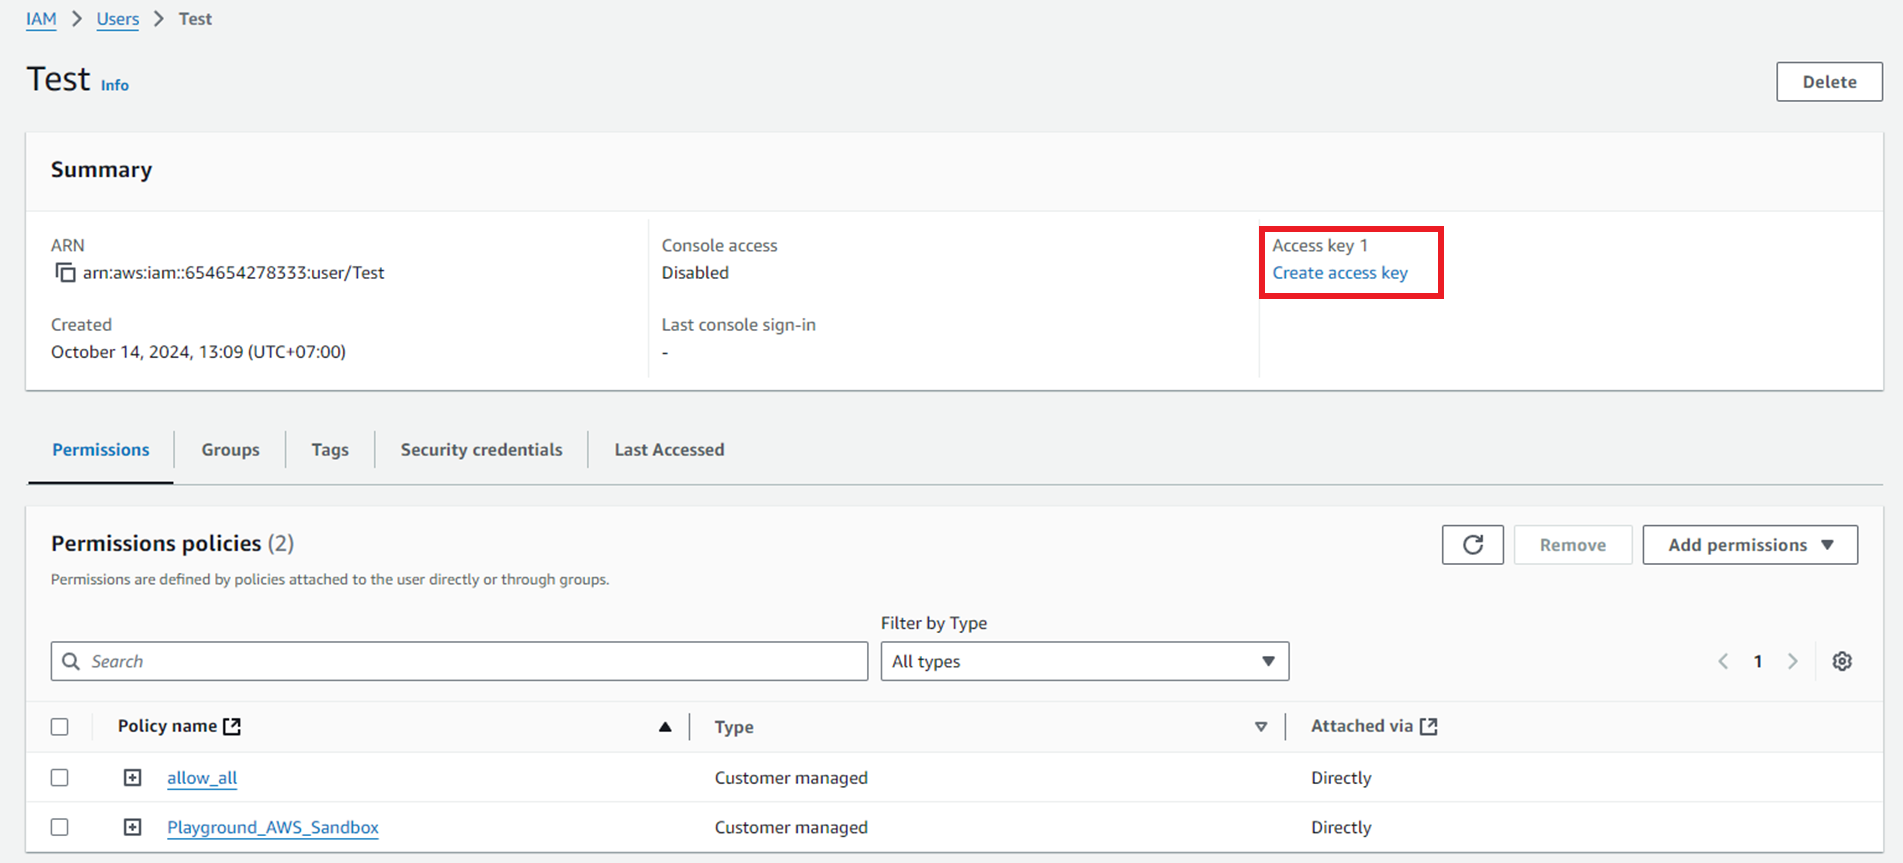 IAM > Users > Test
Test Info
Delete
Summary
ARN
arn:aws:iam::654654278333:user/Test
Created
October 14, 2024, 13:09 (UTC+07:00)
Console access
Disabled
Last console sign-in
-
Access key 1
Create access key
Permissions Groups Tags Security credentials Last Accessed
Permissions policies (2)
Permissions are defined by policies attached to the user directly or through groups.
Remove
Add permissions
Filter by Type
Search
All types
1
Policy name Type Attached via
allow_all Customer managed Directly
Playground_AWS_Sandbox Customer managed Directly